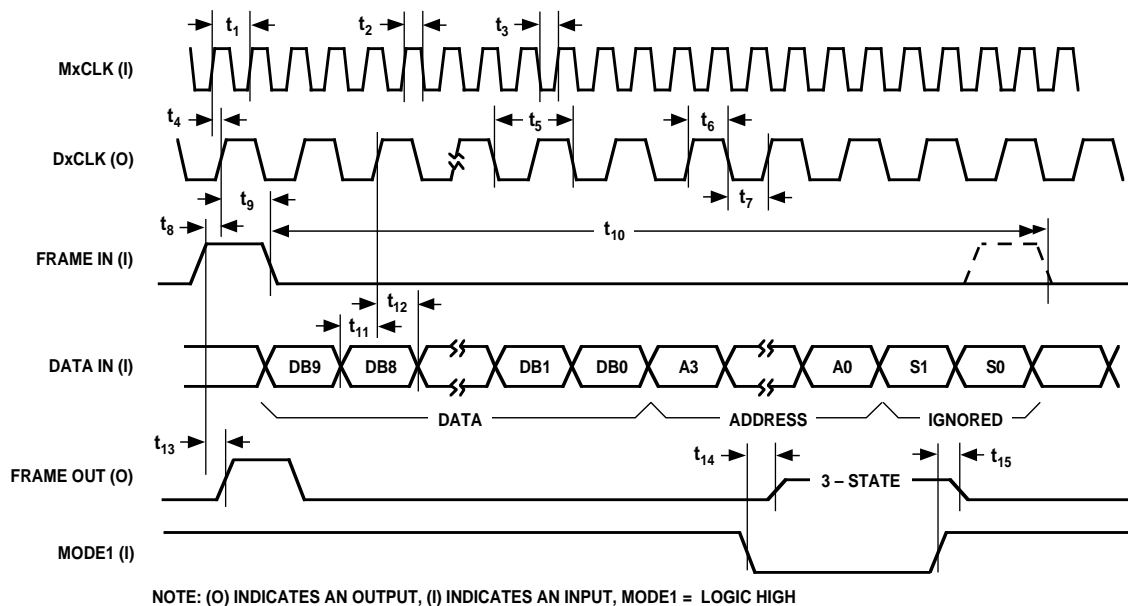 t1 t2 t3
MxCLK (I)
t4 t5 t6
DxCLK (O)
t9 t7
t8 t10
FRAME IN (I)
t12
t11
DATA IN (I) DB9 DB8 DB1 DB0 A3 A0 S1 S0
DATA ADDRESS IGNORED
t13 t14 t15
FRAME OUT (O) 3 – STATE
MODE1 (I)
NOTE: (O) INDICATES AN OUTPUT, (I) INDICATES AN INPUT, MODE1 = LOGIC HIGH